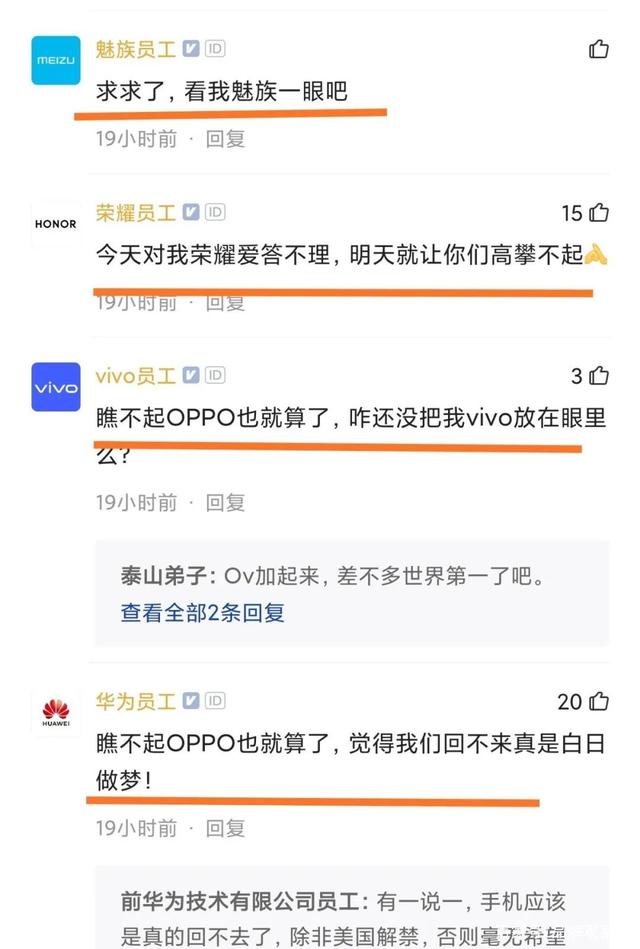 MEIZU
魅族员工 ID
求求了，看我魅族一眼吧
19小时前 · 回复
HONOR
荣耀员工 ID
15
今天对我荣耀爱答不理，明天就让你们高攀不起
19小时前 · 回复
vivo
vivo员工 ID
3
瞧不起OPPO也就算了，咋还没把我vivo放在眼里
么？
19小时前 · 回复
泰山弟子：Ov加起来，差不多世界第一了吧。
查看全部2条回复
HUAWEI
华为员工 ID
20
瞧不起OPPO也就算了，觉得我们回不来真是白日
做梦！
19小时前 · 回复
前华为技术有限公司员工：有一说一，手机应该
是真的回不去了，除非美国解禁，否则毫无希望